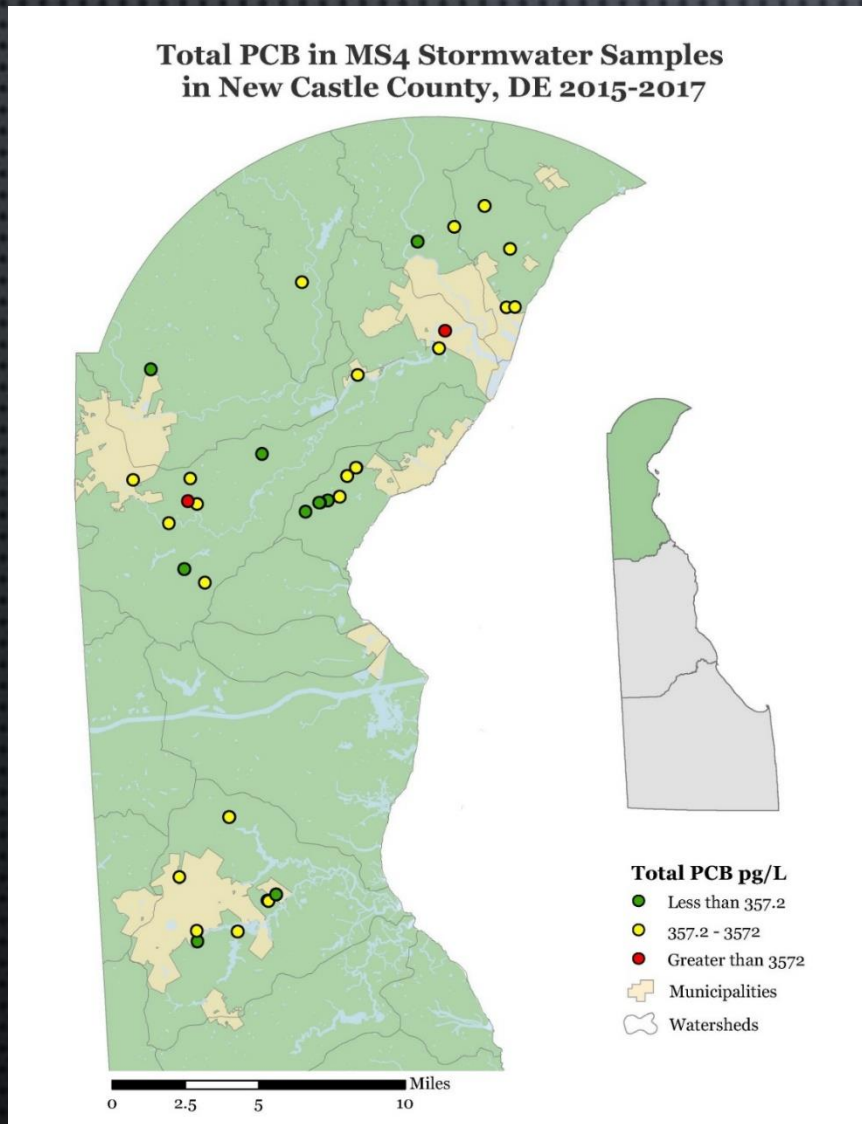 Total PCB in MS4 Stormwater Samples
in New Castle County, DE 2015-2017
Total PCB pg/L
Less than 357.2
357.2 - 3572
Greater than 3572
Municipalities
Watersheds
Miles
0 2.5 5 10